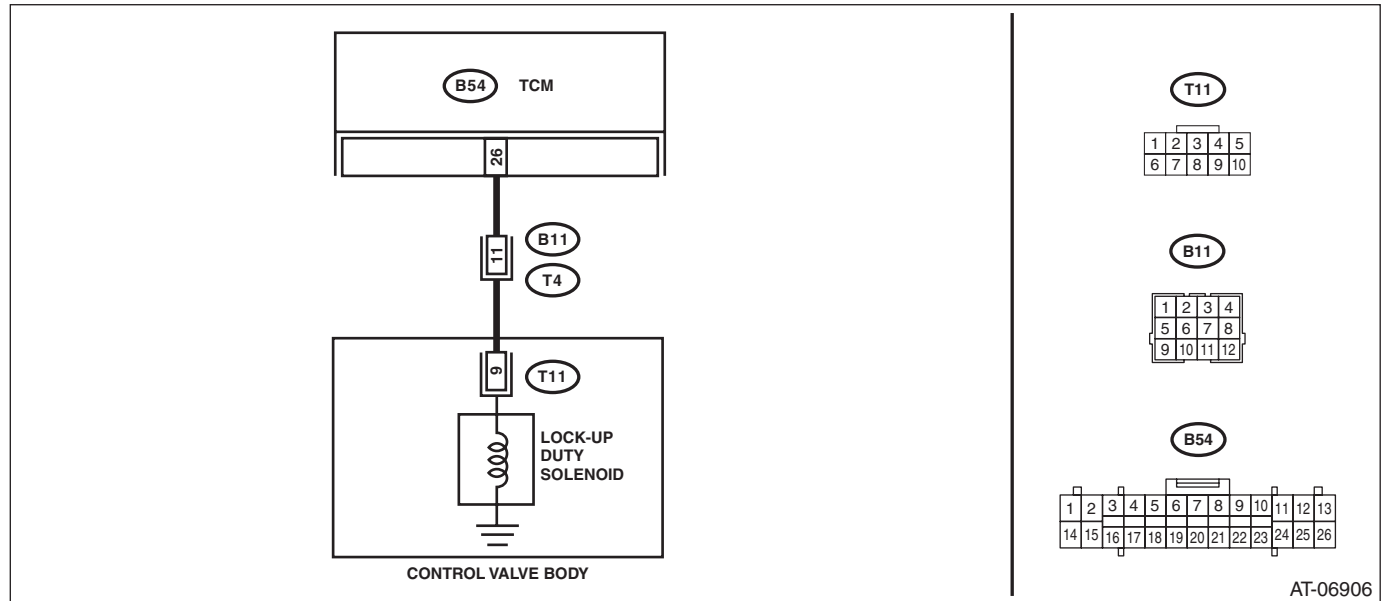 B54 TCM
26
11
B11
T4
9
T11
LOCK-UP
DUTY
SOLENOID
CONTROL VALVE BODY
T11
1 2 3 4 5
6 7 8 9 10
B11
1 2 3 4
5 6 7 8
9 10 11 12
B54
1 2 3 4 5 6 7 8 9 10 11 12 13
14 15 16 17 18 19 20 21 22 23 24 25 26
AT-06906